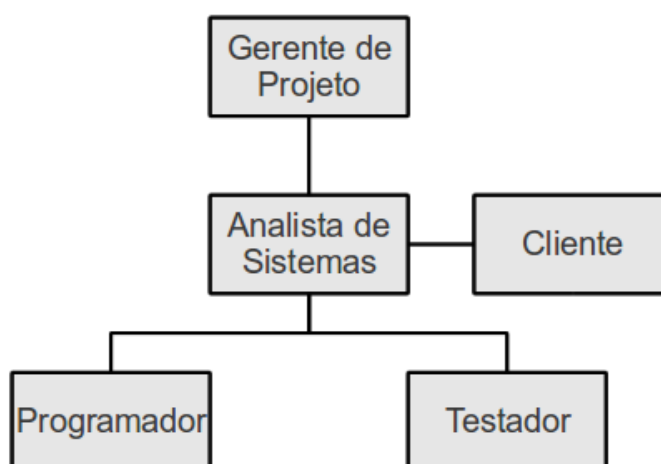 Gerente de
Projeto
Analista de
Sistemas
Cliente
Programador
Testador